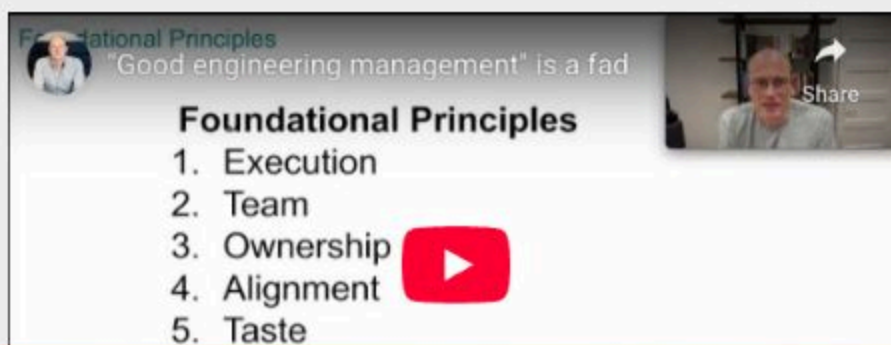 Foundational Principles
"Good engineering management" is a fad
Share
Foundational Principles
1. Execution
2. Team
3. Ownership
4. Alignment
5. Taste